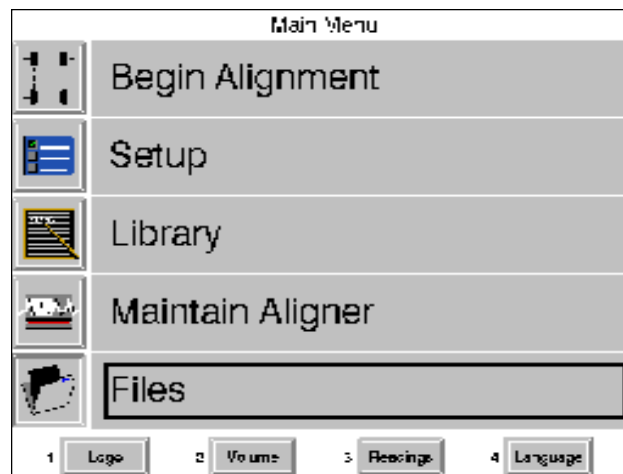 Main Menu
Begin Alignment
Setup
Library
Maintain Aligner
Files
1 Logo 2 Volume 3 Readings 4 Language